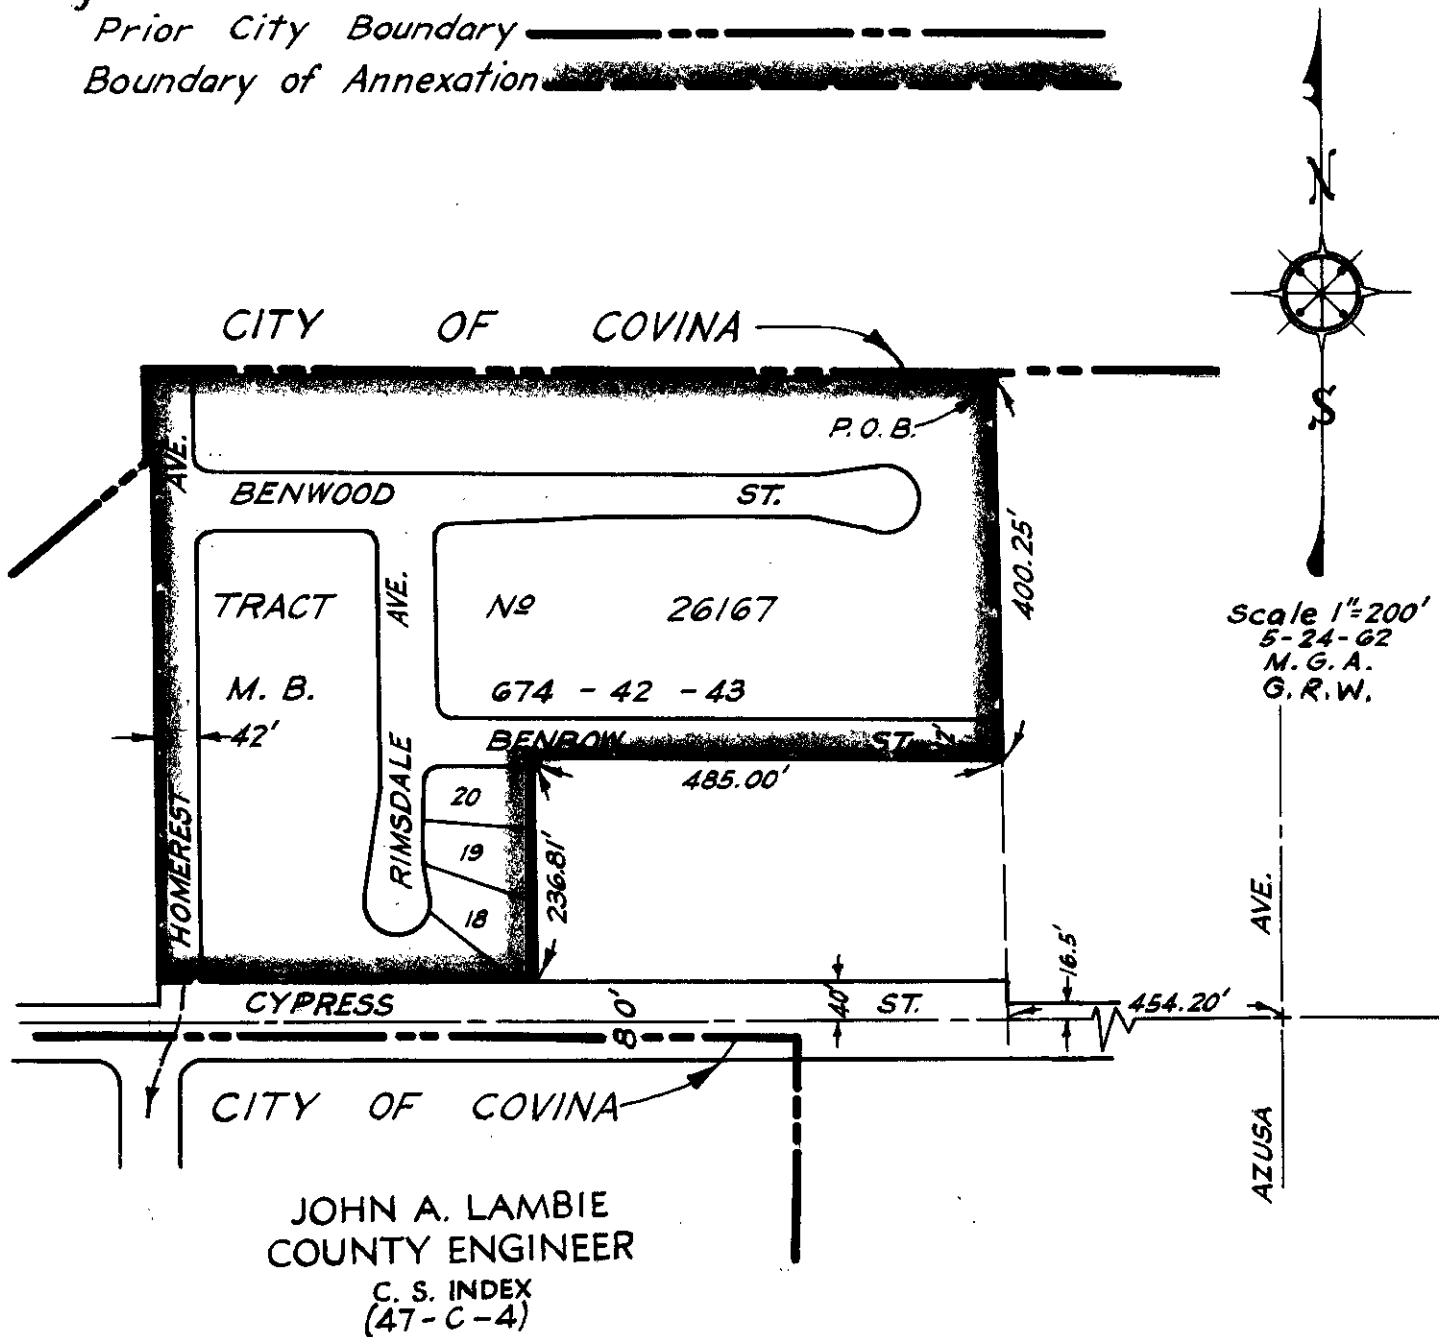 Prior City Boundary
Boundary of Annexation
N
S
CITY OF COVINA
P.O.B.
AVE.
BENWOOD ST.
400.25'
TRACT Nº 26167
AVE.
M. B. 674 - 42 - 43
Scale 1"=200'
5-24-62
M. G. A.
G. R. W.
42'
BENBOW ST.
485.00'
RIMSDALE
HOMEREST
20
19
18
236.81'
AVE.
16.5'
CYPRESS ST.
80'
40'
454.20'
CITY OF COVINA
AZUSA
JOHN A. LAMBIE
COUNTY ENGINEER
C. S. INDEX
(47-C-4)